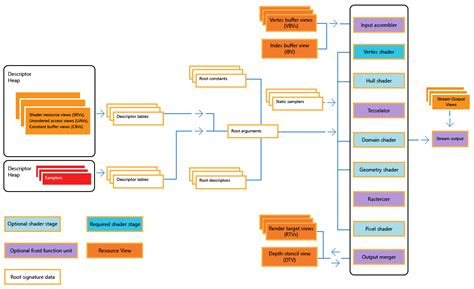 Vertex buffer views
(VBVs)
Index buffer view
(IBV)
Input assembler
Vertex shader
Hull shader
Tesselator
Domain shader
Geometry shader
Rasterizer
Pixel shader
Output merger
Stream Output
Views
Stream output
Descriptor
Heap
Shader resource views (SRVs)
Unordered access views (UAVs)
Constant buffer views (CBVs)
Descriptor tables
Root constants
Static samplers
Root arguments
Descriptor
Heap
Samplers
Descriptor tables
Root descriptors
Render target views
(RTVs)
Depth-stencil view
(DTV)
Optional shader stage
Required shader stage
Optional fixed function unit
Resource View
Root signature data